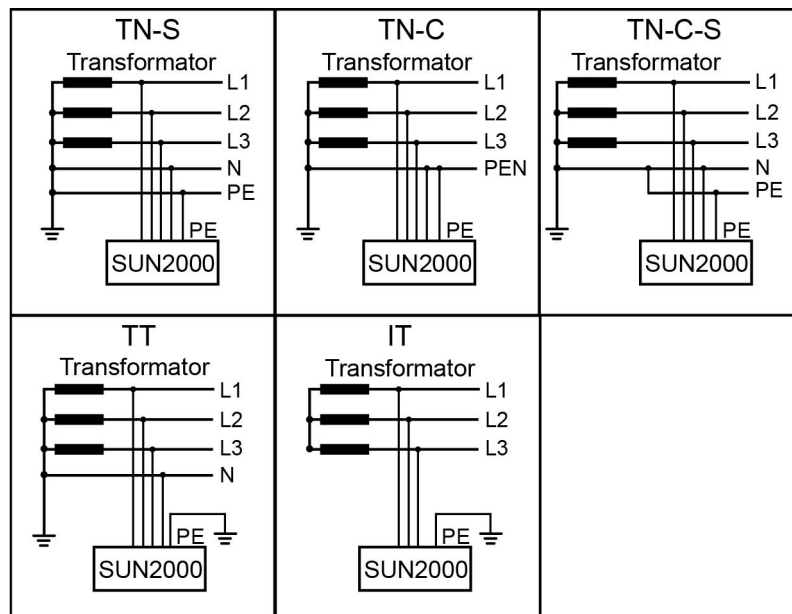 TN-S
Transformator
L1
L2
L3
N
PE
PE
SUN2000
TN-C
Transformator
L1
L2
L3
PEN
PE
SUN2000
TN-C-S
Transformator
L1
L2
L3
N
PE
PE
SUN2000
TT
Transformator
L1
L2
L3
N
PE
SUN2000
IT
Transformator
L1
L2
L3
PE
SUN2000